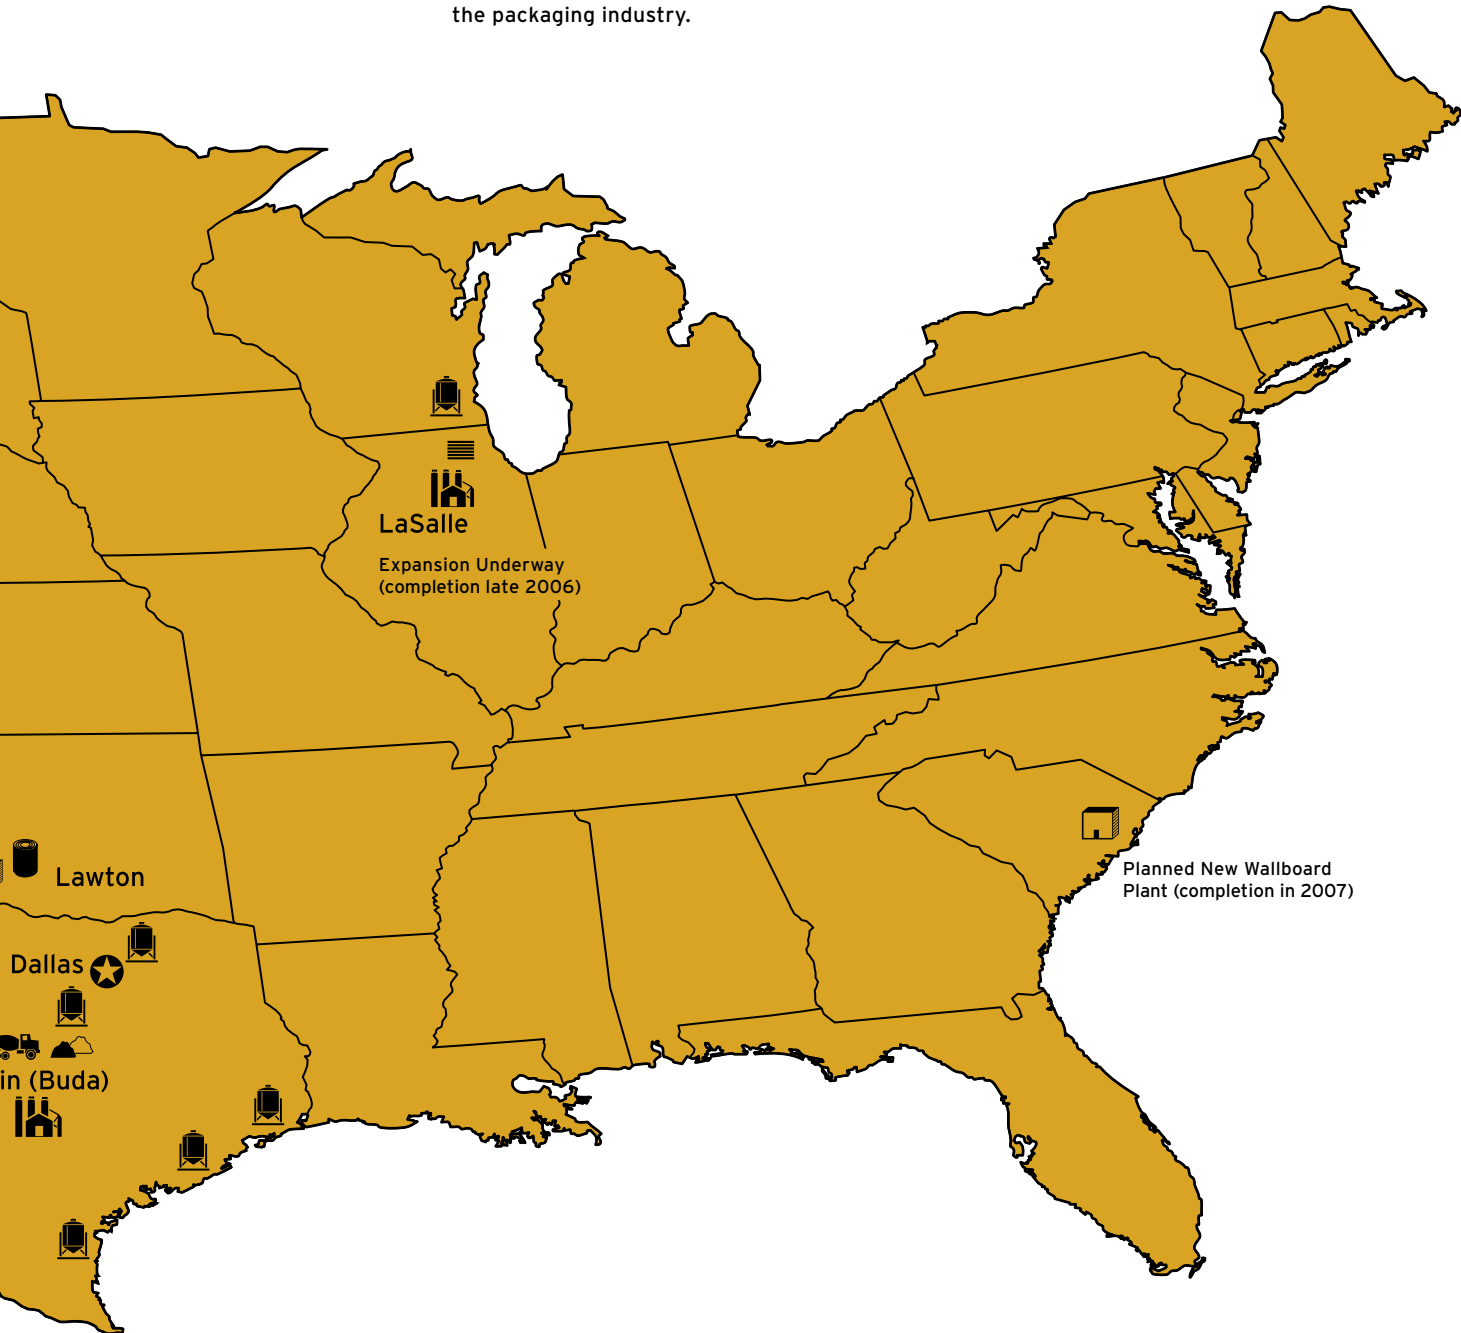 the packaging industry.
LaSalle
Expansion Underway
(completion late 2006)
Lawton
Planned New Wallboard
Plant (completion in 2007)
Dallas
in (Buda)